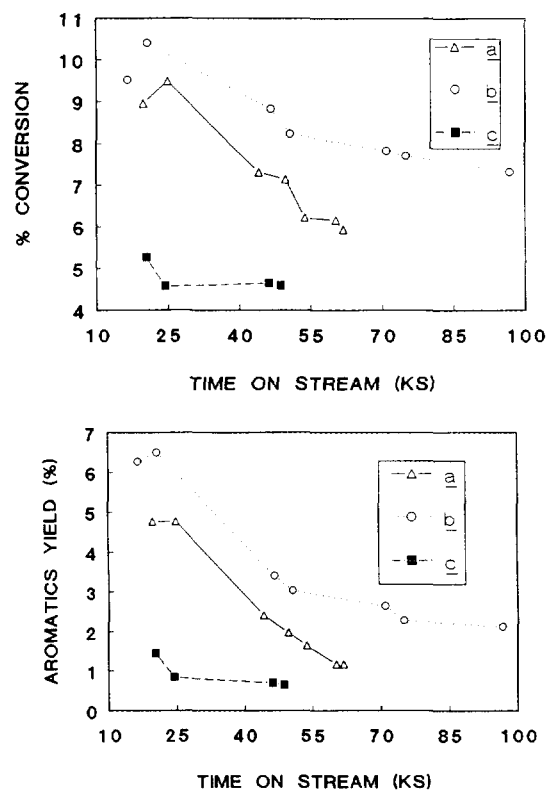 11
10
9
8
7
6
5
4
% CONVERSION
a
b
c
10 25 40 55 70 85 100
TIME ON STREAM (KS)
7
6
5
4
3
2
1
0
AROMATICS YIELD (%)
a
b
c
10 25 40 55 70 85 100
TIME ON STREAM (KS)